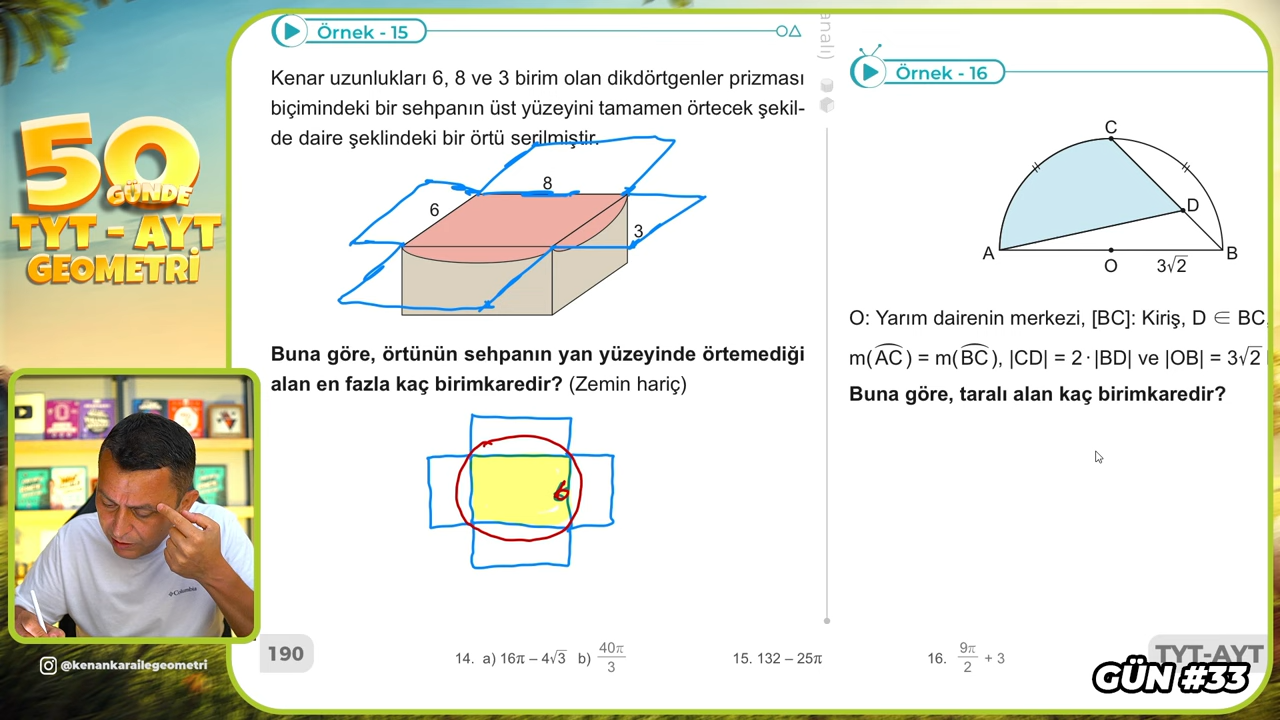 50
GÜNDE
TYT - AYT
GEOMETRİ
@kenankarailegeometri
Örnek - 15
Kenar uzunlukları 6, 8 ve 3 birim olan dikdörtgenler prizması
biçimindeki bir sehpanın üst yüzeyini tamamen örtecek şekil-
de daire şeklindeki bir örtü serilmiştir.
8
6
3
Buna göre, örtünün sehpanın yan yüzeyinde örtemediği
alan en fazla kaç birimkaredir? (Zemin hariç)
6
Örnek - 16
C
D
A
O
3√2
B
O: Yarım dairenin merkezi, [BC]: Kiriş, D ∈ BC,
m(AC) = m(BC), |CD| = 2·|BD| ve |OB| = 3√2
Buna göre, taralı alan kaç birimkaredir?
190
14. a) 16π – 4√3 b) 40π/3
15. 132 – 25π
16. 9π/2 + 3
TYT-AYT
GÜN #33
Columbia